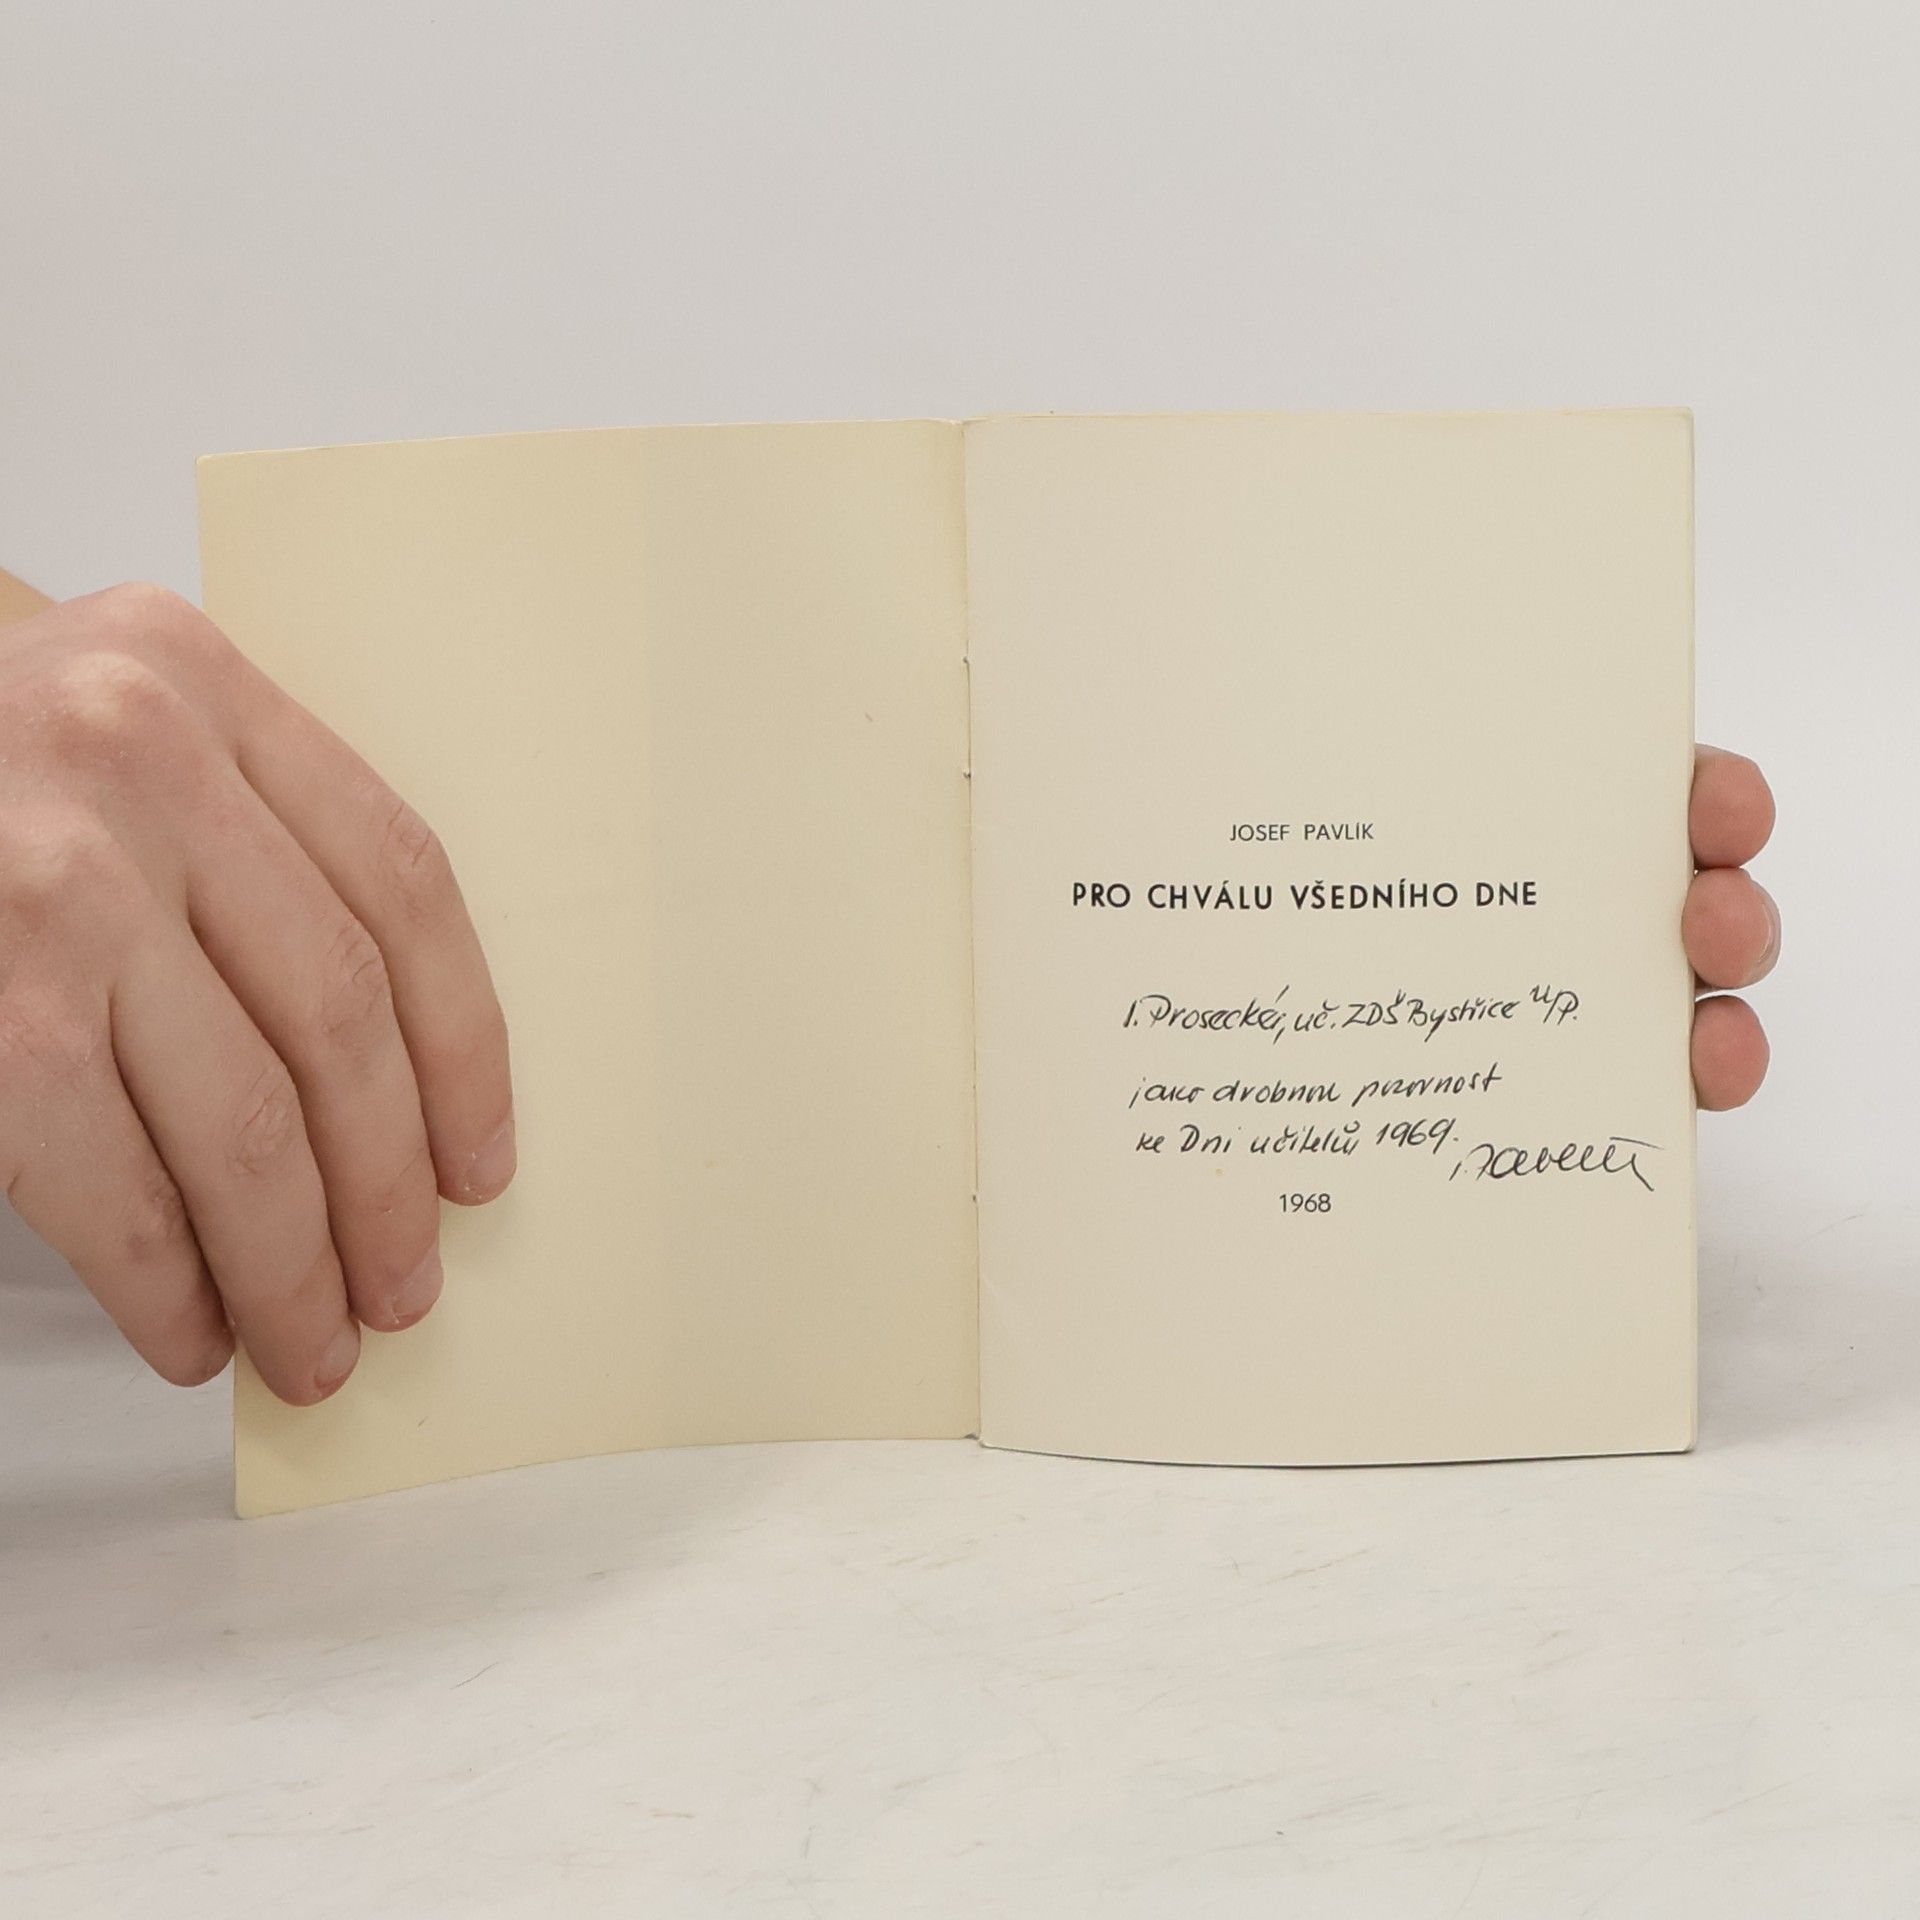 JOSEF PAVLÍK
PRO CHVÁLU VŠEDNÍHO DNE
I. Prosecké, uč. ZDŠ Bystřice n/P.
jako drobnou pozornost
ke Dni učitelů 1969.
1968